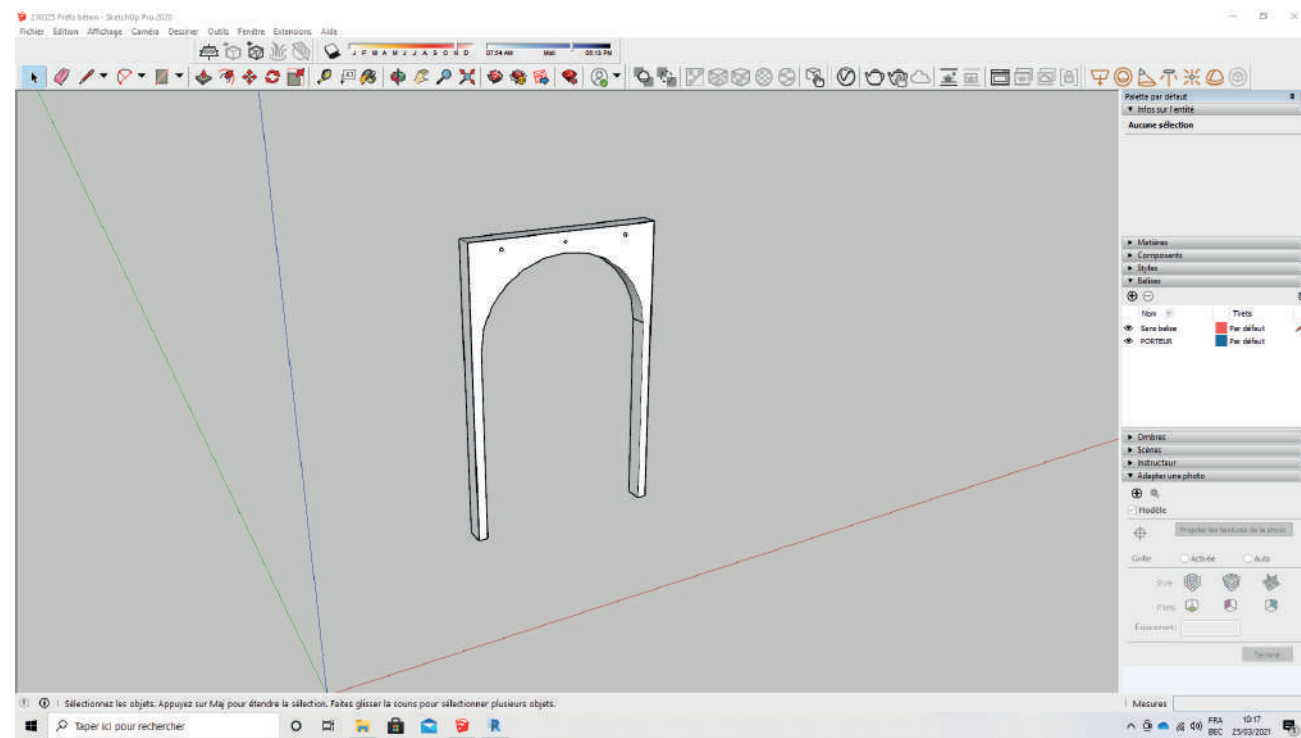 210325 Prefa béton - SketchUp Pro 2020
Fichier Edition Affichage Caméra Dessiner Outils Fenêtre Extensions Aide
J F M A M J J A S O N D 07:54 AM Midi 05:13 PM
Palette par défaut
Infos sur l'entité
Aucune sélection
Matières
Composants
Styles
Balises
Nom Tirets
Sans balise Par défaut
PORTEUR Par défaut
Ombres
Scènes
Instructeur
Adapter une photo
Modèle
Projeter les textures de la photo
Grille Activée Auto
Style
Plans
Espacement:
Terminé
Sélectionnez les objets. Appuyez sur Maj pour étendre la sélection. Faites glisser la souris pour sélectionner plusieurs objets.
Mesures
Taper ici pour rechercher
R
FRA 10:17
BEC 25/03/2021